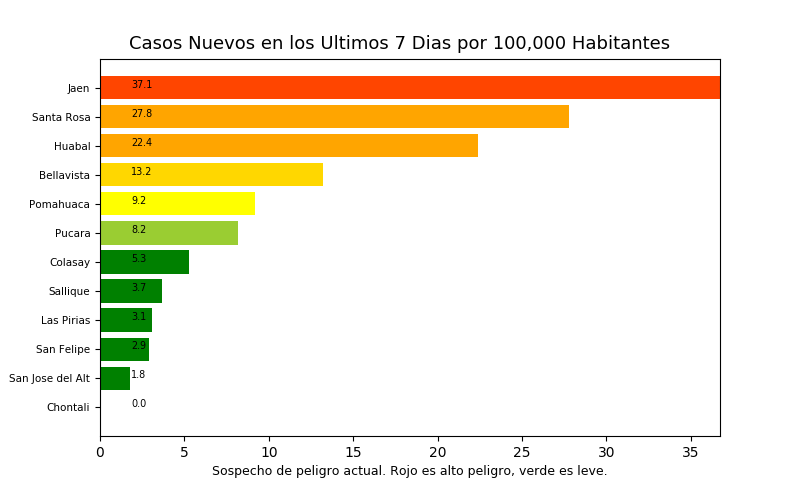 Casos Nuevos en los Ultimos 7 Dias por 100,000 Habitantes
Jaen 37.1
Santa Rosa 27.8
Huabal 22.4
Bellavista 13.2
Pomahuaca 9.2
Pucara 8.2
Colasay 5.3
Sallique 3.7
Las Pirias 3.1
San Felipe 2.9
San Jose del Alt 1.8
Chontali 0.0
0 5 10 15 20 25 30 35
Sospecho de peligro actual. Rojo es alto peligro, verde es leve.